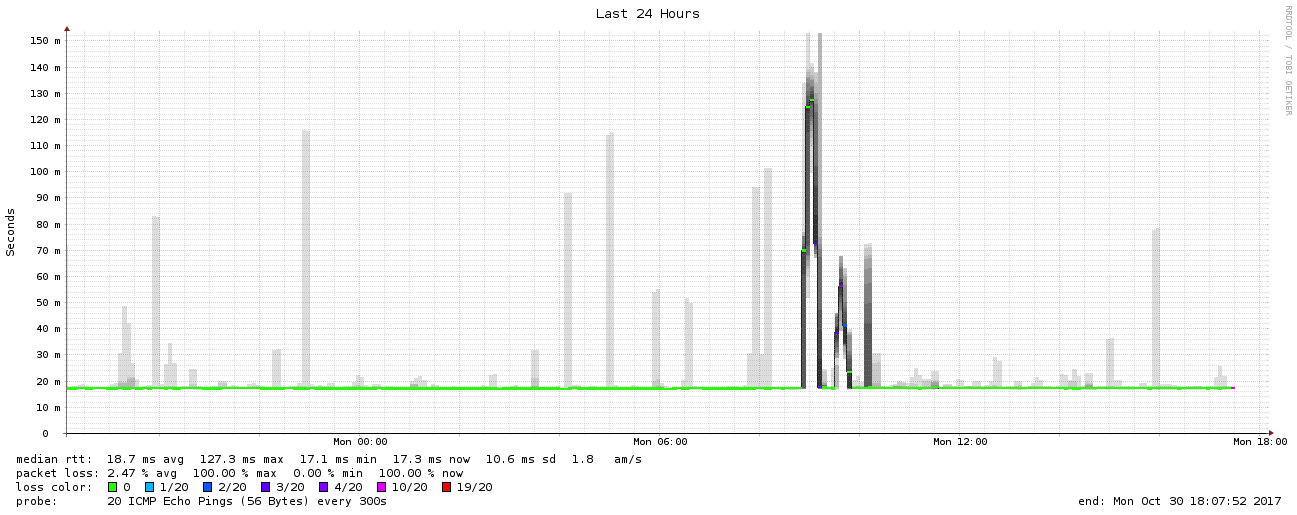 Last 24 Hours
RRDTOOL / TOBI OETIKER
Seconds
150 m
140 m
130 m
120 m
110 m
100 m
90 m
80 m
70 m
60 m
50 m
40 m
30 m
20 m
10 m
0
Mon 00:00 Mon 06:00 Mon 12:00 Mon 18:00
median rtt: 18.7 ms avg 127.3 ms max 17.1 ms min 17.3 ms now 10.6 ms sd 1.8 am/s
packet loss: 2.47 % avg 100.00 % max 0.00 % min 100.00 % now
loss color: 0 1/20 2/20 3/20 4/20 10/20 19/20
probe: 20 ICMP Echo Pings (56 Bytes) every 300s end: Mon Oct 30 18:07:52 2017